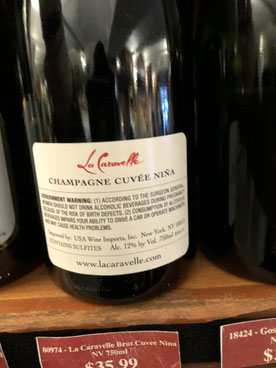 La Caravelle
CHAMPAGNE CUVÉE NIÑA
GOVERNMENT WARNING: (1) ACCORDING TO THE SURGEON GENERAL,
WOMEN SHOULD NOT DRINK ALCOHOLIC BEVERAGES DURING PREGNANCY
BECAUSE OF THE RISK OF BIRTH DEFECTS. (2) CONSUMPTION OF ALCOHOLIC
BEVERAGES IMPAIRS YOUR ABILITY TO DRIVE A CAR OR OPERATE MACHINERY,
AND MAY CAUSE HEALTH PROBLEMS.
Imported by: USA Wine Imports, Inc. New York, NY
CONTAINS SULFITES Alc. 12% by Vol. 750ml
www.lacaravelle.com
80974 - La Caravelle Brut Cuvee Nina
NV 750ml
$35.99
18424 - Gos
N
$